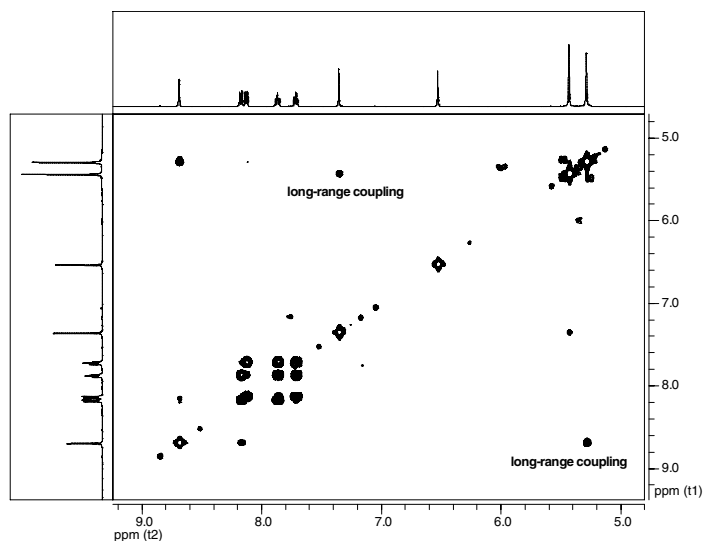 5.0
long-range coupling
6.0
7.0
8.0
long-range coupling
9.0
ppm (t1)
9.0 8.0 7.0 6.0 5.0
ppm (t2)